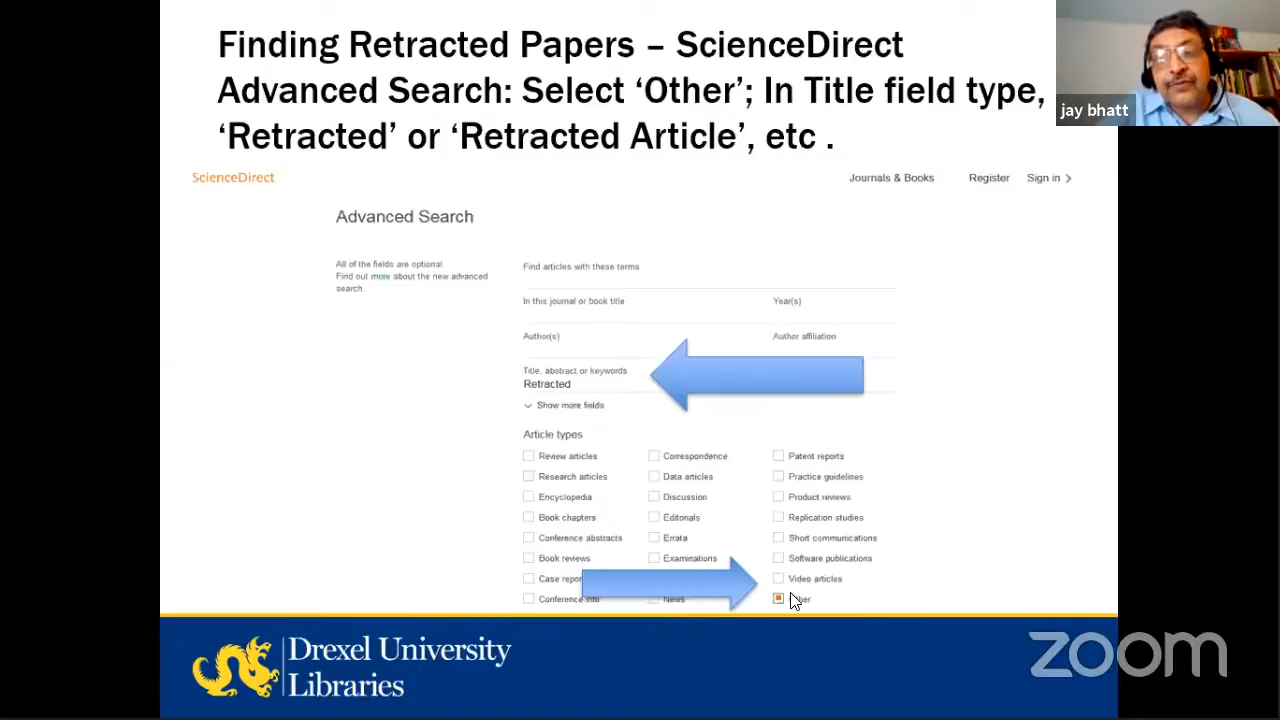 Finding Retracted Papers – ScienceDirect
Advanced Search: Select ‘Other’; In Title field type,
‘Retracted’ or ‘Retracted Article’, etc .
jay bhatt
ScienceDirect
Journals & Books
Register
Sign in
Advanced Search
All of the fields are optional.
Find out more about the new advanced
search.
Find articles with these terms
In this journal or book title
Year(s)
Author(s)
Author affiliation
Title, abstract or keywords
Retracted
Show more fields
Article types
Review articles
Correspondence
Patent reports
Research articles
Data articles
Practice guidelines
Encyclopedia
Discussion
Product reviews
Book chapters
Editorials
Replication studies
Conference abstracts
Errata
Short communications
Book reviews
Examinations
Software publications
Case
Video articles
Conference info
News
Drexel University
Libraries
zoom